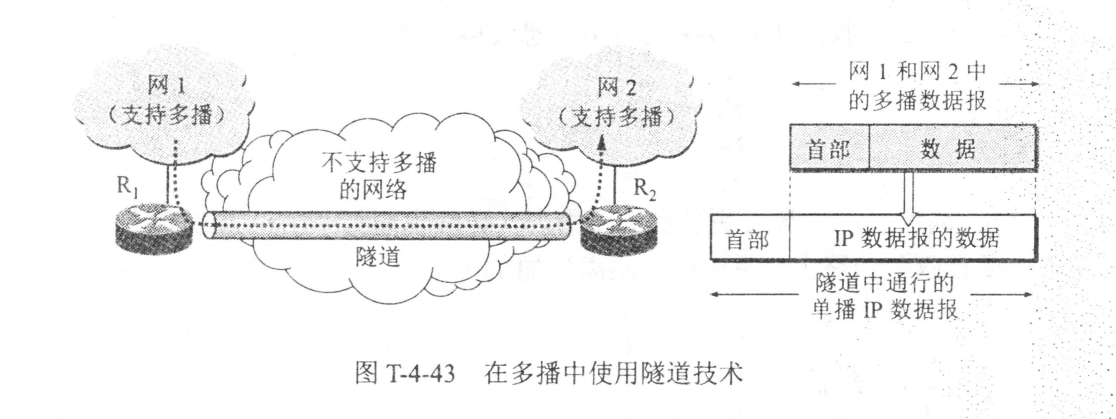 网 1
（支持多播）
网 2
（支持多播）
不支持多播
的网络
R1
R2
隧道
网 1 和网 2 中
的多播数据报
首部 数 据
首部 IP 数据报的数据
隧道中通行的
单播 IP 数据报
图 T-4-43 在多播中使用隧道技术